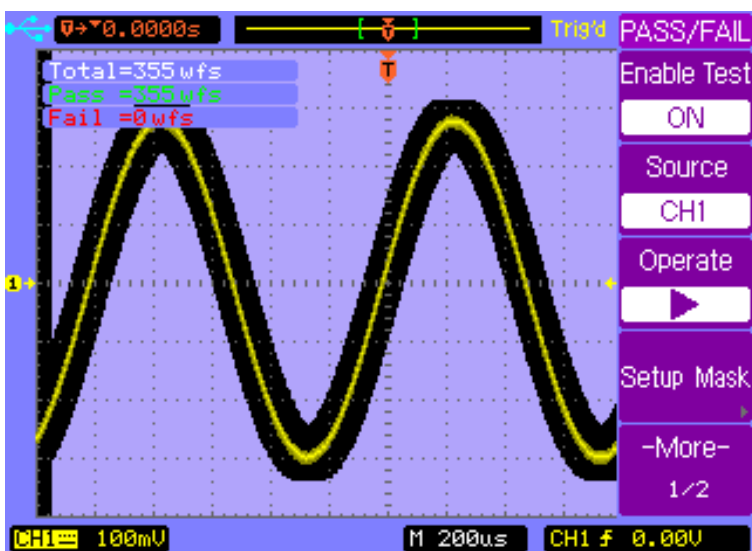 0.0000s Trig'd PASS/FAIL
Total=355wfs
Pass =355wfs
Fail =0wfs
T
1
Enable Test
ON
Source
CH1
Operate
Setup Mask
-More-
1/2
CH1 100mV M 200us CH1 0.00V